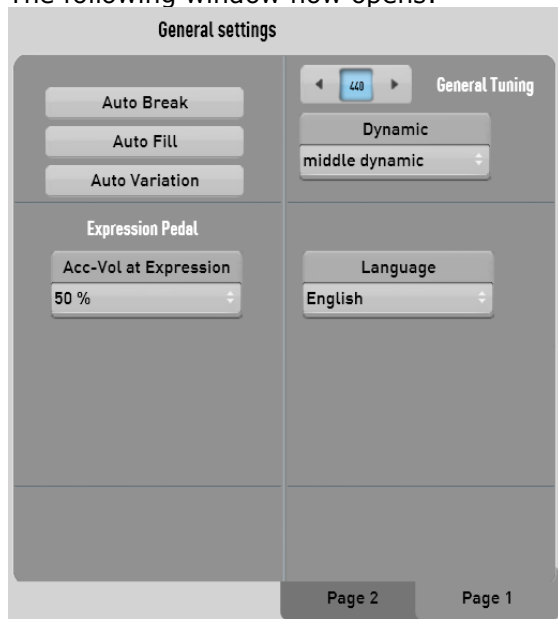 The following window now opens:
General settings
Auto Break
Auto Fill
Auto Variation
440
General Tuning
Dynamic
middle dynamic
Expression Pedal
Acc-Vol at Expression
50 %
Language
English
Page 2
Page 1